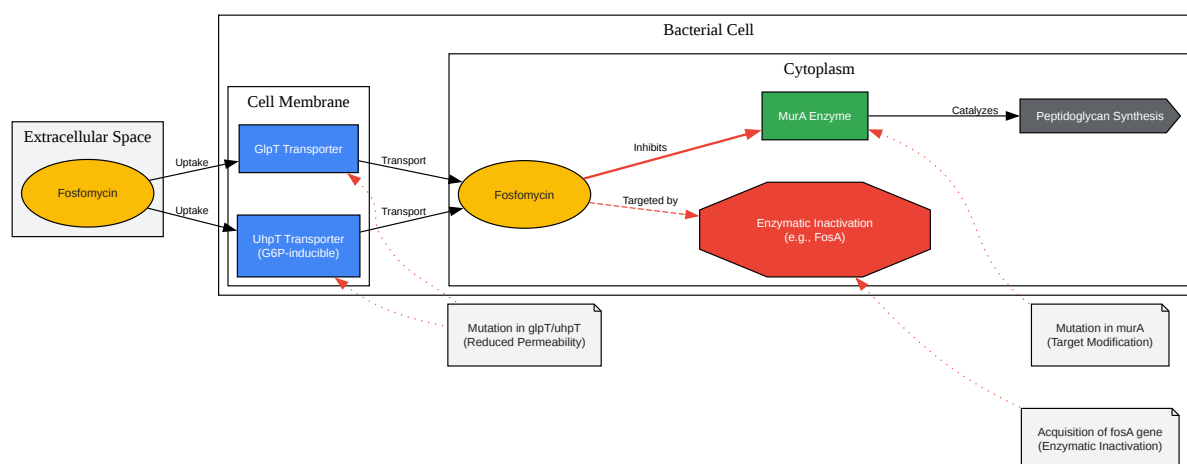 Bacterial Cell
Cytoplasm
Cell Membrane
Extracellular Space
Fosfomycin
Uptake
Uptake
GlpT Transporter
UhpT Transporter
(G6P-inducible)
Transport
Transport
Fosfomycin
Inhibits
Targeted by
MurA Enzyme
Catalyzes
Peptidoglycan Synthesis
Enzymatic Inactivation
(e.g., FosA)
Mutation in glpT/uhpT
(Reduced Permeability)
Mutation in murA
(Target Modification)
Acquisition of fosA gene
(Enzymatic Inactivation)